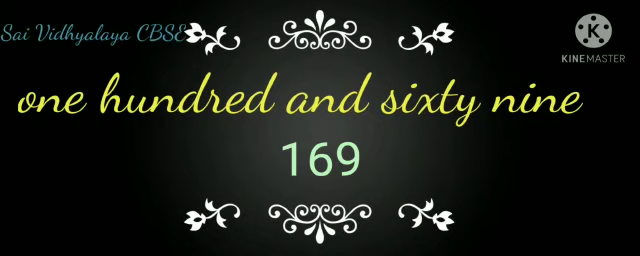 Sai Vidhyalaya CBSE
K
KINEMASTER
one hundred and sixty nine
169